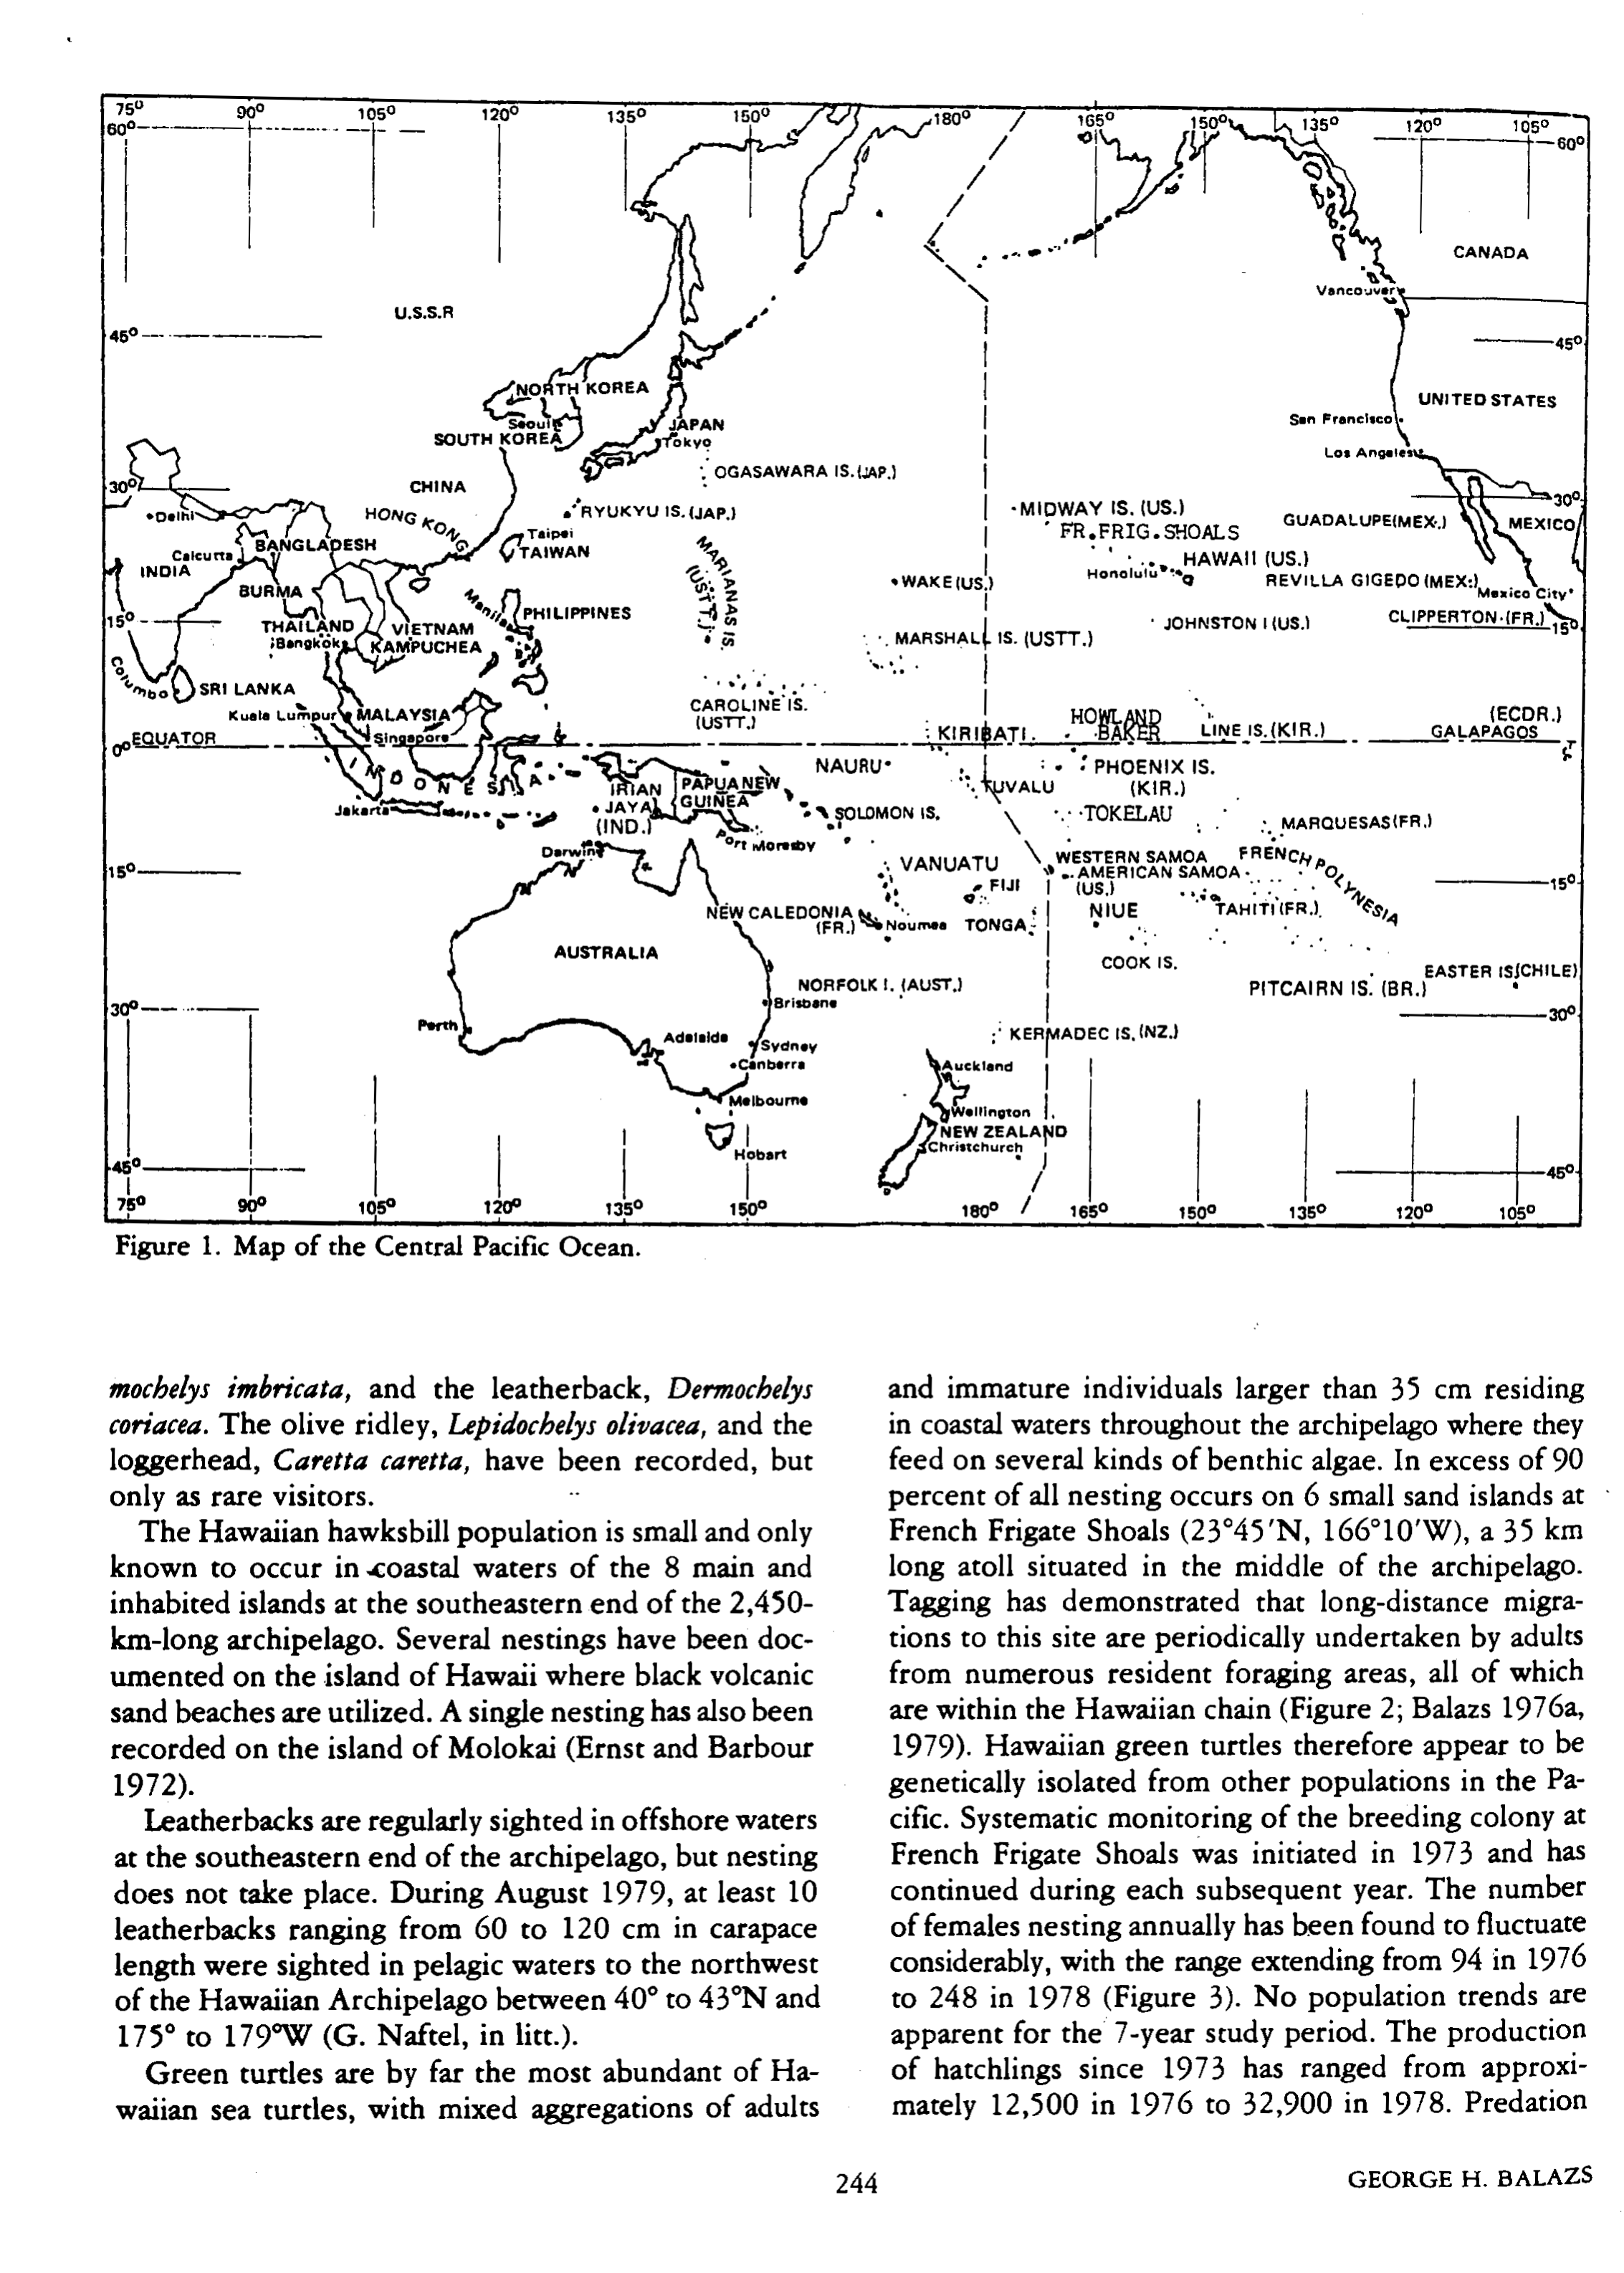 75° 90° 105° 120° 135° 150° 180° 165° 150° 135° 120° 105°
60° 60°
CANADA
Vancouver
U.S.S.R
45° 45°
NORTH KOREA
UNITED STATES
Seoul
JAPAN
San Francisco
SOUTH KOREA
Tokyo
Los Angeles
OGASAWARA IS. (JAP.)
30° CHINA 30°
MIDWAY IS. (US.)
Delhi
HONG KONG
RYUKYU IS. (JAP.)
GUADALUPE(MEX.)
MEXICO
FR. FRIG. SHOALS
Taipei
BANGLADESH
TAIWAN
Calcutta
HAWAII (US.)
INDIA
Honolulu
MARIANAS IS.
(USTT.)
WAKE (US.)
REVILLA GIGEDO (MEX.)
BURMA
Mexico City
Manila
PHILIPPINES
15° 15°
THAILAND
VIETNAM
JOHNSTON I (US.)
CLIPPERTON (FR.)
Bangkok
KAMPUCHEA
MARSHALL IS. (USTT.)
Columbo
SRI LANKA
CAROLINE IS.
(USTT.)
Kuala Lumpur
MALAYSIA
HOWLAND
BAKER
(ECDR.)
GALAPAGOS
Singapore
KIRIBATI
LINE IS. (KIR.)
0° EQUATOR
NAURU
PHOENIX IS.
(KIR.)
INDONESIA
IRIAN
JAYA
(IND.)
PAPUA NEW
GUINEA
TUVALU
Jakarta
SOLOMON IS.
TOKELAU
MARQUESAS (FR.)
Port Moresby
Darwin
VANUATU
WESTERN SAMOA
FRENCH POLYNESIA
15° 15°
AMERICAN SAMOA
(US.)
FIJI
NEW CALEDONIA
(FR.)
Noumea
TONGA
NIUE
TAHITI (FR.)
AUSTRALIA
COOK IS.
EASTER IS(CHILE)
NORFOLK I. (AUST.)
PITCAIRN IS. (BR.)
Brisbane
30° 30°
Perth
Adelaide
Sydney
KERMADEC IS. (NZ.)
Canberra
Auckland
Melbourne
Wellington
NEW ZEALAND
Hobart
Christchurch
45° 45°
75° 90° 105° 120° 135° 150° 180° 165° 150° 135° 120° 105°
Figure 1. Map of the Central Pacific Ocean.
mochelys imbricata, and the leatherback, Dermochelys
coriacea. The olive ridley, Lepidochelys olivacea, and the
loggerhead, Caretta caretta, have been recorded, but
only as rare visitors.
The Hawaiian hawksbill population is small and only
known to occur in coastal waters of the 8 main and
inhabited islands at the southeastern end of the 2,450-
km-long archipelago. Several nestings have been doc-
umented on the island of Hawaii where black volcanic
sand beaches are utilized. A single nesting has also been
recorded on the island of Molokai (Ernst and Barbour
1972).
Leatherbacks are regularly sighted in offshore waters
at the southeastern end of the archipelago, but nesting
does not take place. During August 1979, at least 10
leatherbacks ranging from 60 to 120 cm in carapace
length were sighted in pelagic waters to the northwest
of the Hawaiian Archipelago between 40° to 43°N and
175° to 179°W (G. Naftel, in litt.).
Green turtles are by far the most abundant of Ha-
waiian sea turtles, with mixed aggregations of adults
and immature individuals larger than 35 cm residing
in coastal waters throughout the archipelago where they
feed on several kinds of benthic algae. In excess of 90
percent of all nesting occurs on 6 small sand islands at
French Frigate Shoals (23°45′N, 166°10′W), a 35 km
long atoll situated in the middle of the archipelago.
Tagging has demonstrated that long-distance migra-
tions to this site are periodically undertaken by adults
from numerous resident foraging areas, all of which
are within the Hawaiian chain (Figure 2; Balazs 1976a,
1979). Hawaiian green turtles therefore appear to be
genetically isolated from other populations in the Pa-
cific. Systematic monitoring of the breeding colony at
French Frigate Shoals was initiated in 1973 and has
continued during each subsequent year. The number
of females nesting annually has been found to fluctuate
considerably, with the range extending from 94 in 1976
to 248 in 1978 (Figure 3). No population trends are
apparent for the 7-year study period. The production
of hatchlings since 1973 has ranged from approxi-
mately 12,500 in 1976 to 32,900 in 1978. Predation
244
GEORGE H. BALAZS